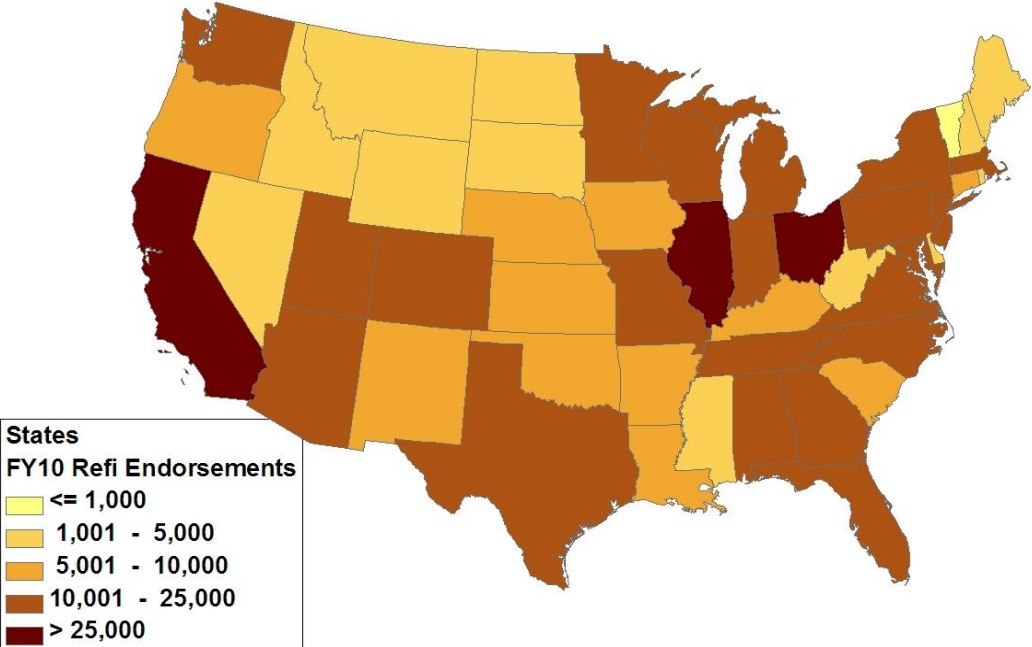 States
FY10 Refi Endorsements
<= 1,000
1,001 - 5,000
5,001 - 10,000
10,001 - 25,000
> 25,000